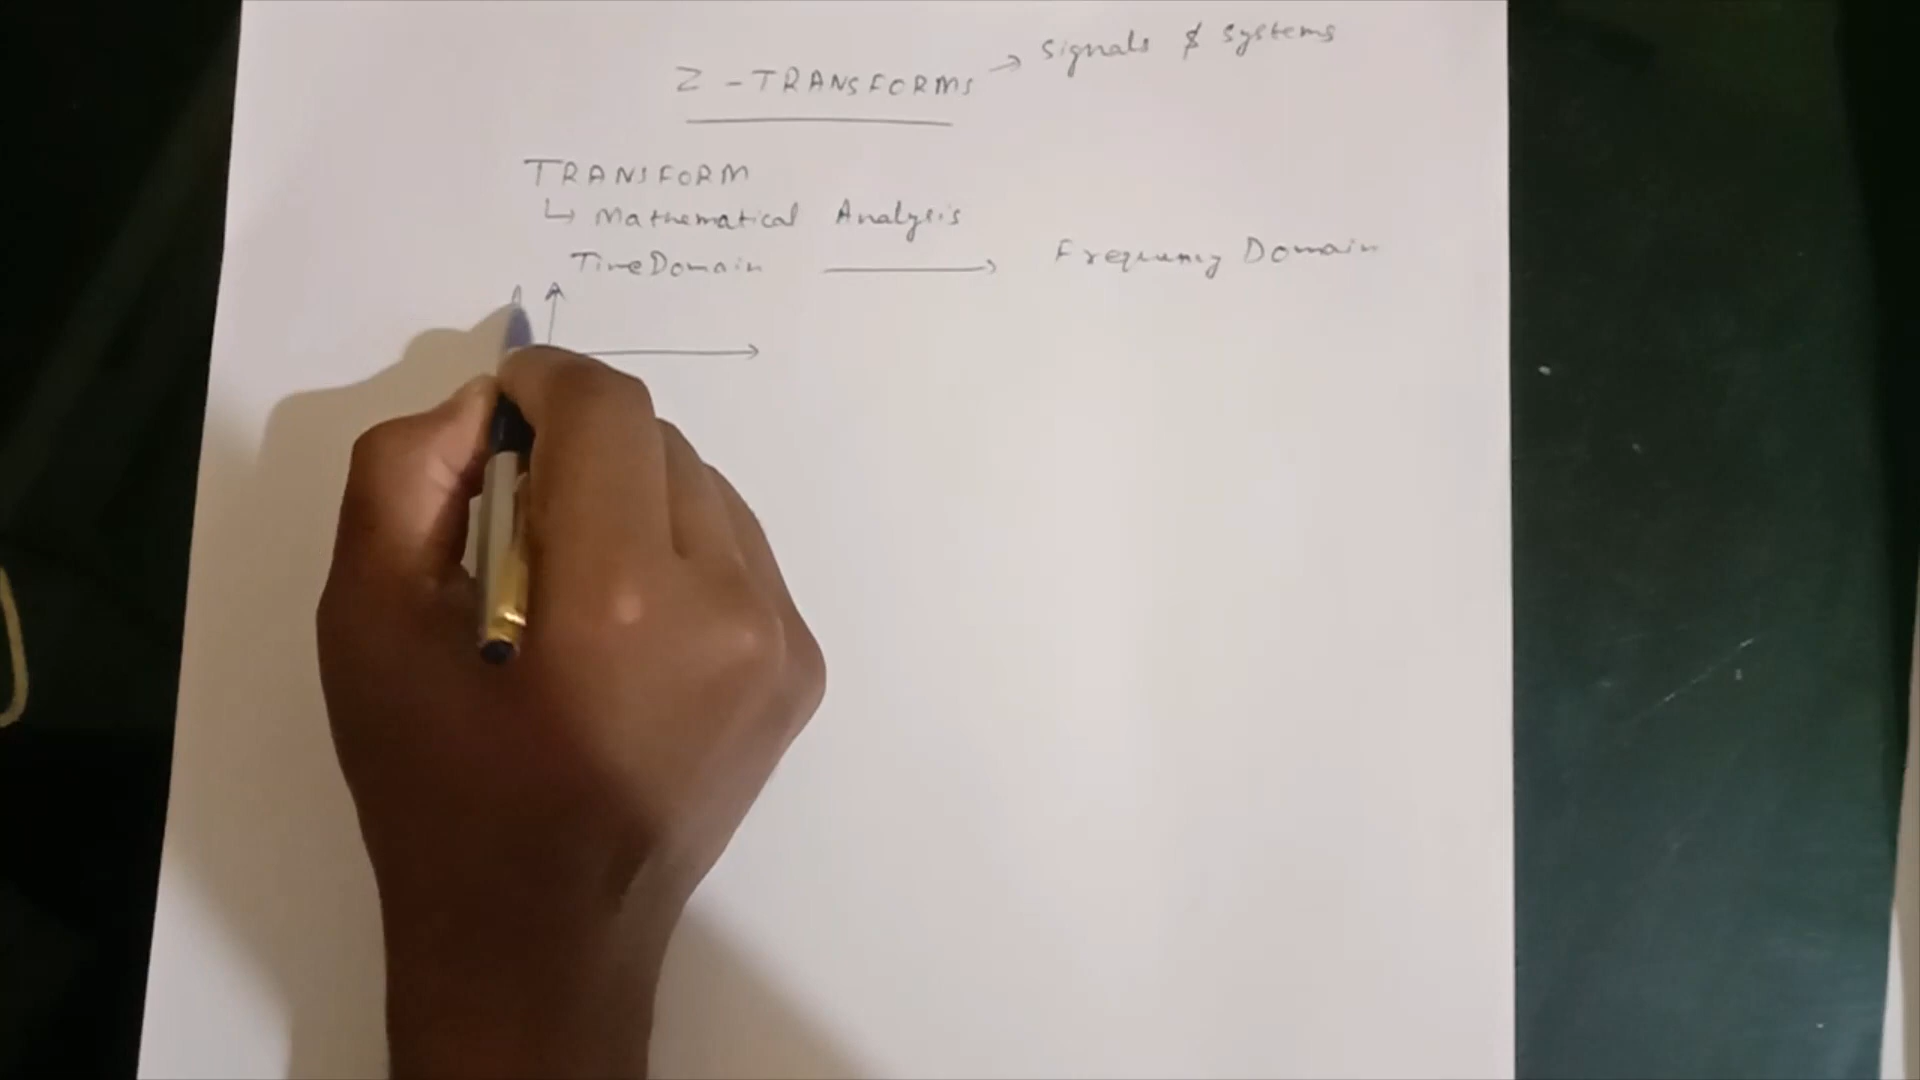 Z - TRANSFORMS → Signals & Systems
TRANSFORM
↳ Mathematical Analysis
Time Domain → Frequency Domain
A